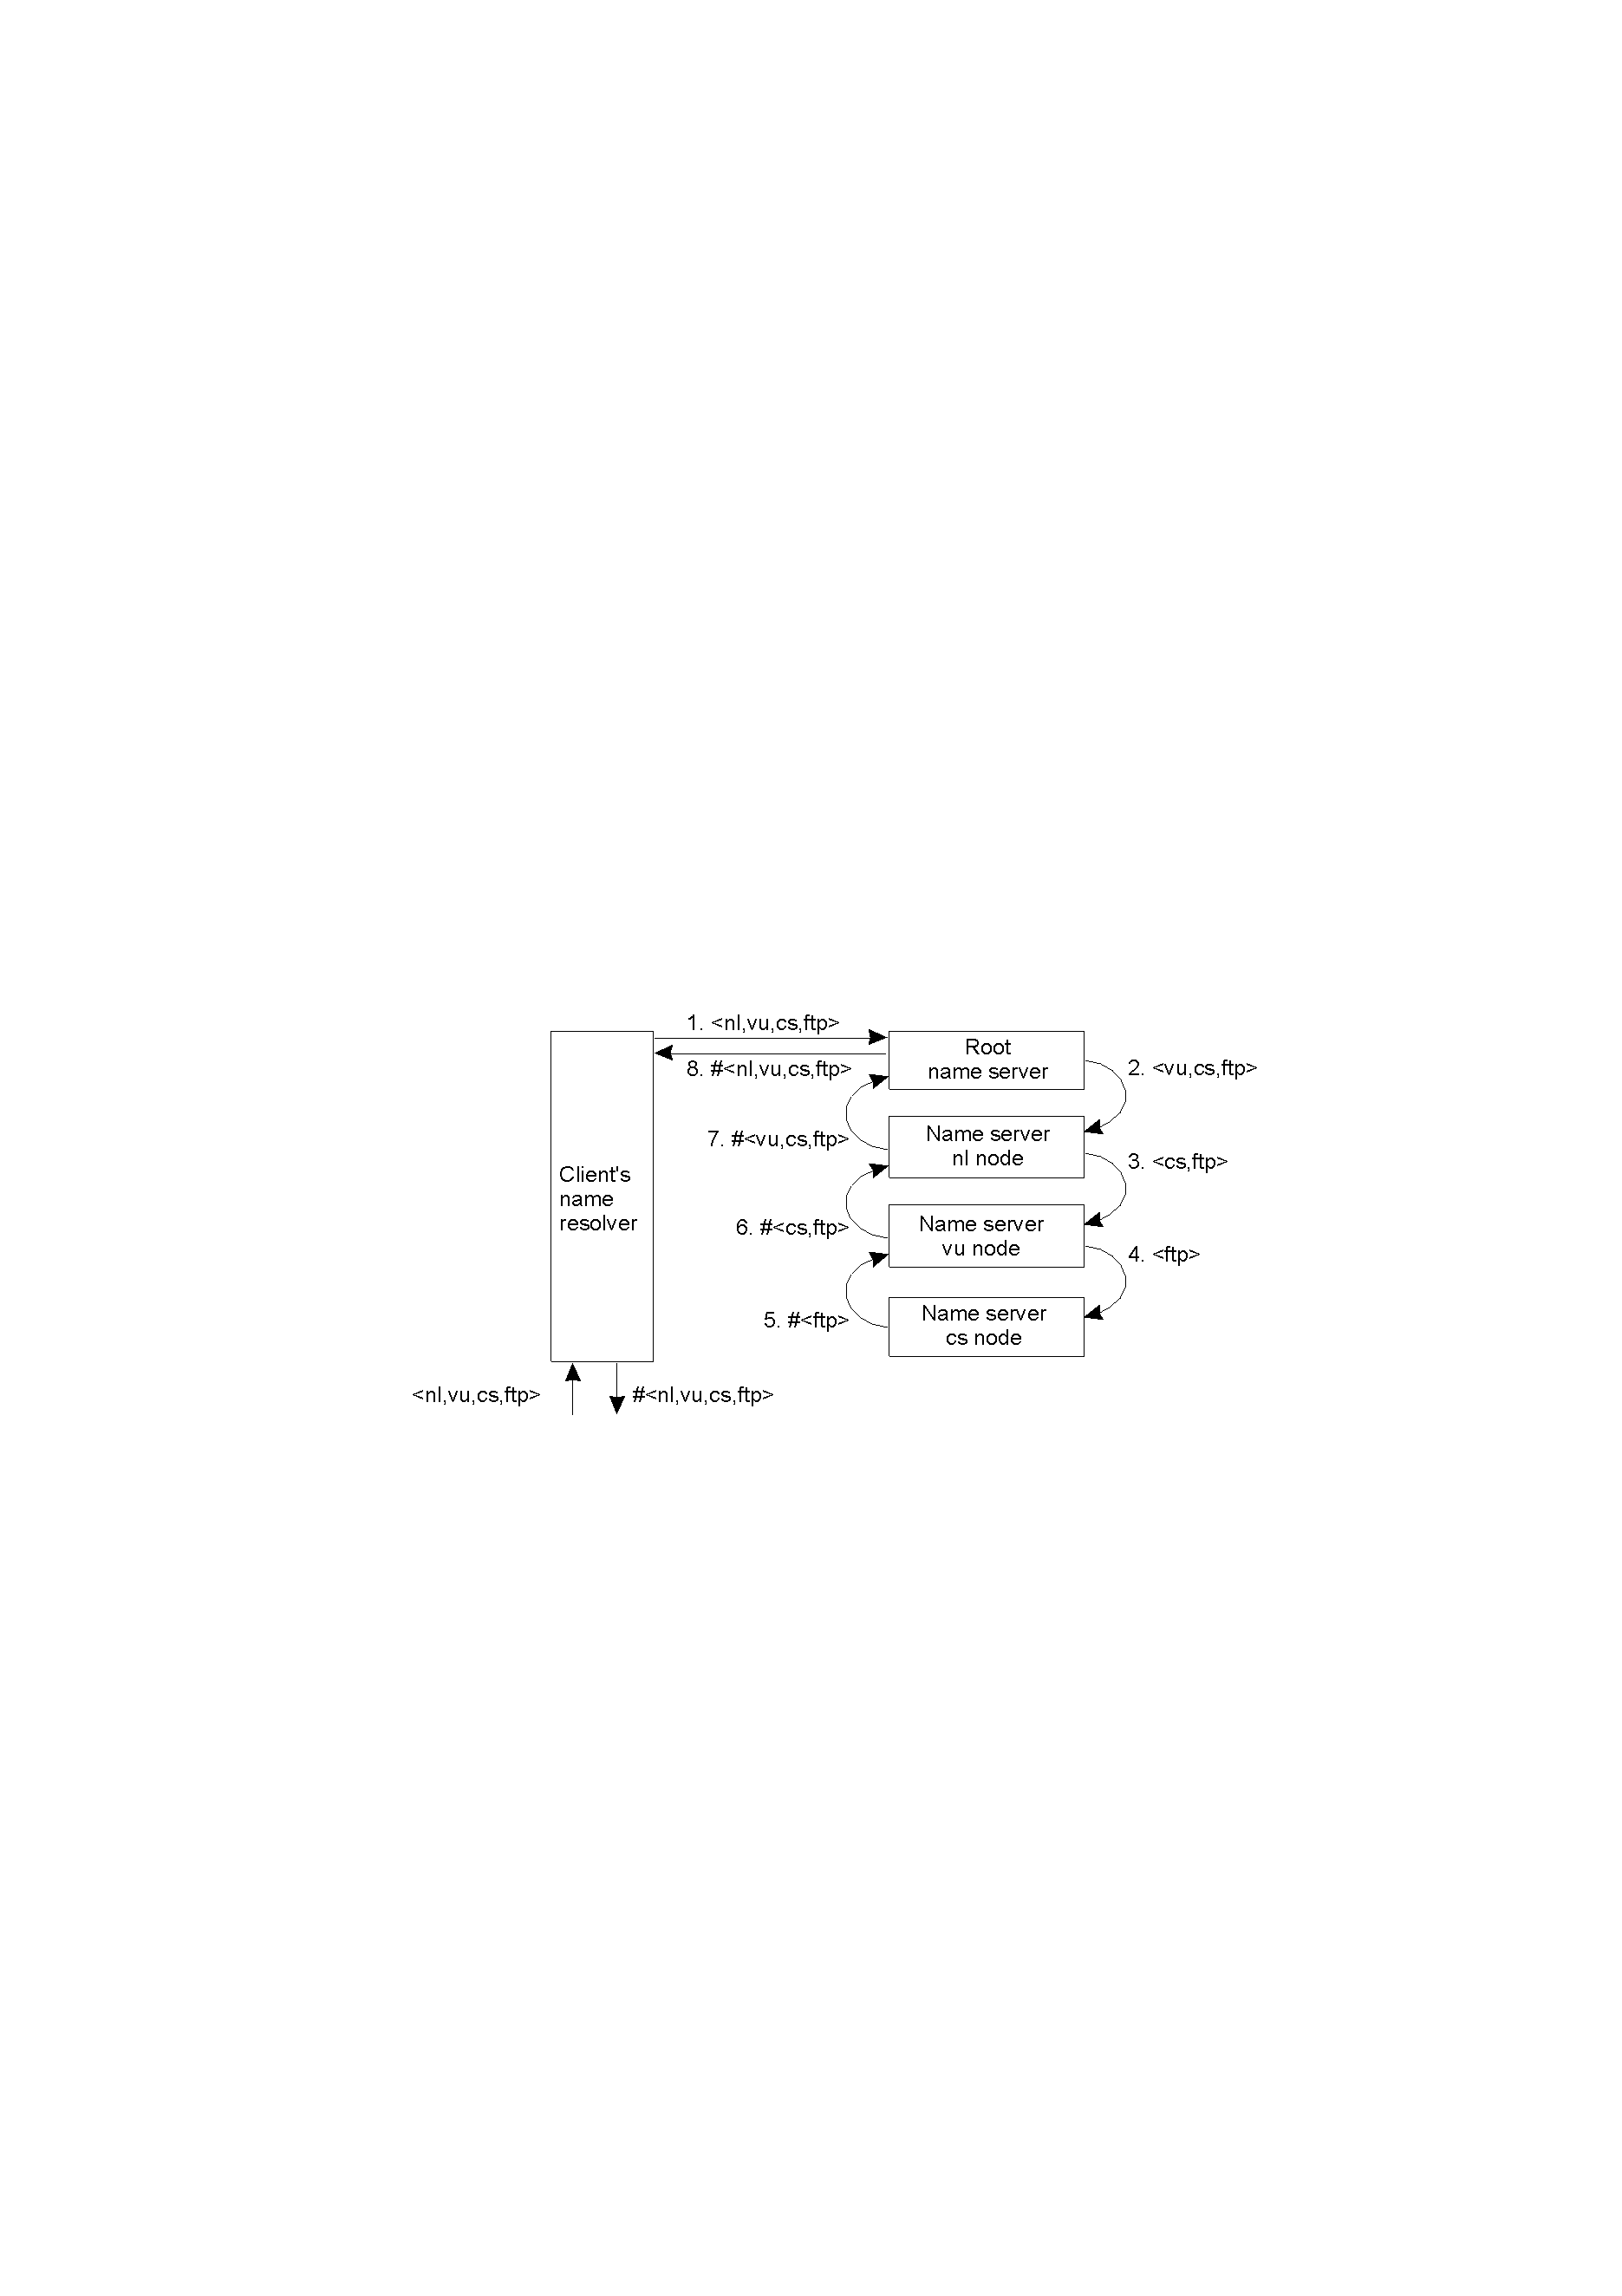 1. <nl,vu,cs,ftp>
Root
name server
8. #<nl,vu,cs,ftp>
2. <vu,cs,ftp>
Name server
nl node
7. #<vu,cs,ftp>
3. <cs,ftp>
Client's
name
resolver
Name server
vu node
6. #<cs,ftp>
4. <ftp>
Name server
cs node
5. #<ftp>
<nl,vu,cs,ftp>
#<nl,vu,cs,ftp>